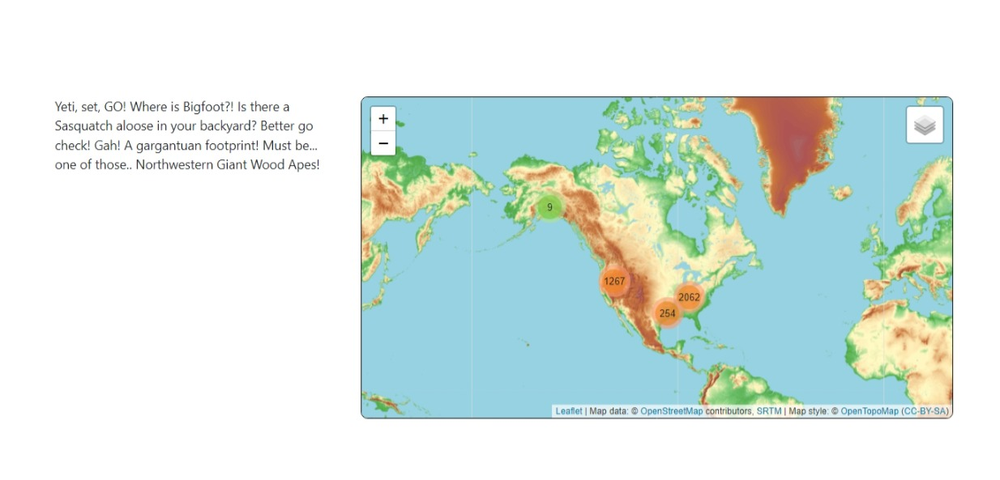 Yeti, set, GO! Where is Bigfoot?! Is there a
Sasquatch aloose in your backyard? Better go
check! Gah! A gargantuan footprint! Must be...
one of those.. Northwestern Giant Wood Apes!
+
−
9
1267
2062
254
Leaflet | Map data: © OpenStreetMap contributors, SRTM | Map style: © OpenTopoMap (CC-BY-SA)